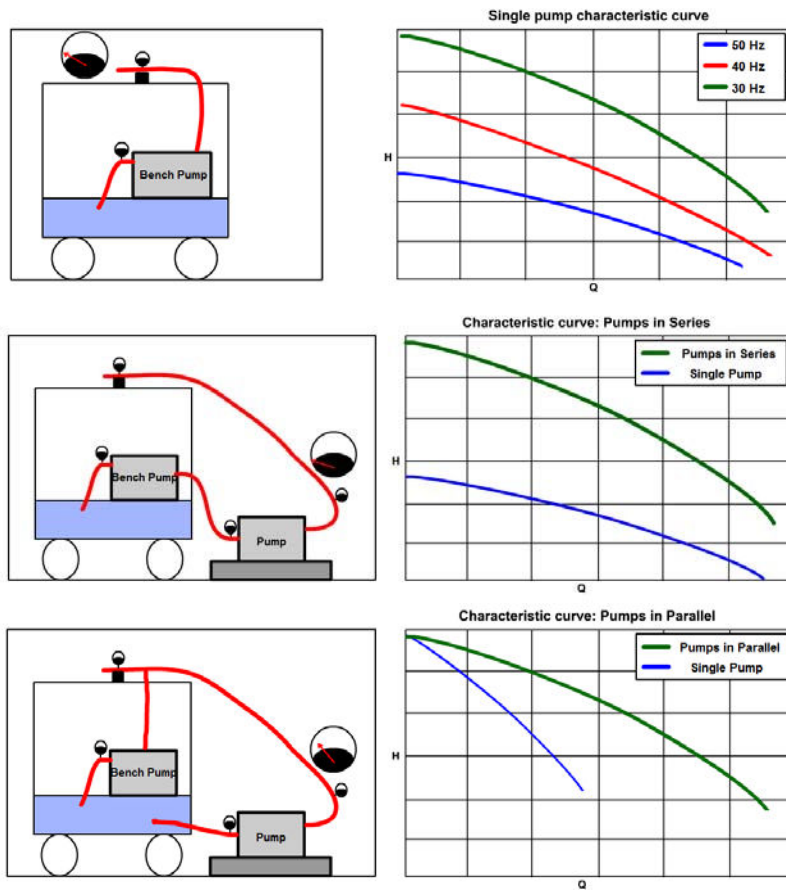 Single pump characteristic curve
50 Hz
40 Hz
30 Hz
Bench Pump
H
Q
Characteristic curve: Pumps in Series
Pumps in Series
Single Pump
Bench Pump
Pump
H
Q
Characteristic curve: Pumps in Parallel
Pumps in Parallel
Single Pump
Bench Pump
Pump
H
Q